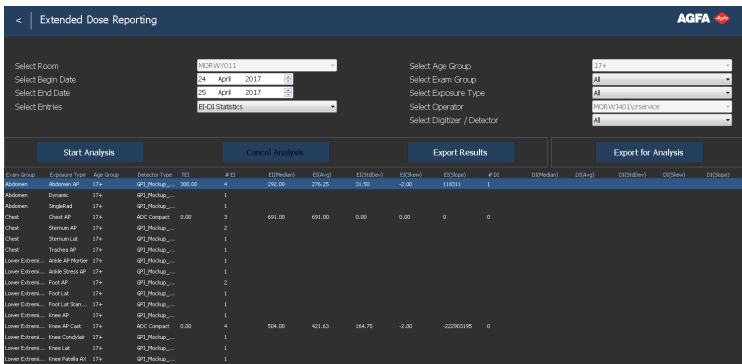 < Extended Dose Reporting AGFA
Select Room MORWY011 Select Age Group 17+
Select Begin Date 24 April 2017 Select Exam Group All
Select End Date 25 April 2017 Select Exposure Type All
Select Entries EI-DI Statistics Select Operator MORWJ401\crservice
Select Digitizer / Detector All
Start Analysis Cancel Analysis Export Results Export for Analysis
Exam Group Exposure Type Age Group Detector Type TEI # EI EI(Median) EI(Avg) EI(StdDev) EI(Skew) EI(Slope) # DI DI(Median) DI(Avg) DI(StdDev) DI(Skew) DI(Slope)
Abdomen Abdomen AP 17+ GPI_Mockup_... 300.00 4 292.00 276.25 31.50 -2.00 118311 1
Abdomen Dynamic 17+ GPI_Mockup_... 1
Abdomen SingleRad 17+ GPI_Mockup_... 1
Chest Chest AP 17+ ADC Compact 0.00 3 691.00 691.00 0.00 0.00 0 0
Chest Sternum AP 17+ GPI_Mockup_... 2
Chest Sternum Lat 17+ GPI_Mockup_... 1
Chest Trachea AP 17+ GPI_Mockup_... 1
Lower Extremi... Ankle AP Mortier 17+ GPI_Mockup_... 1
Lower Extremi... Ankle Stress AP 17+ GPI_Mockup_... 1
Lower Extremi... Foot AP 17+ GPI_Mockup_... 2
Lower Extremi... Foot Lat 17+ GPI_Mockup_... 1
Lower Extremi... Foot Lat Stan... 17+ GPI_Mockup_... 1
Lower Extremi... Knee AP 17+ GPI_Mockup_... 1
Lower Extremi... Knee AP Cast 17+ ADC Compact 0.00 4 504.00 421.63 164.75 -2.00 -222903195 0
Lower Extremi... Knee Condylair 17+ GPI_Mockup_... 1
Lower Extremi... Knee Lat 17+ GPI_Mockup_... 1
Lower Extremi... Knee Patella AX 17+ GPI_Mockup_... 1